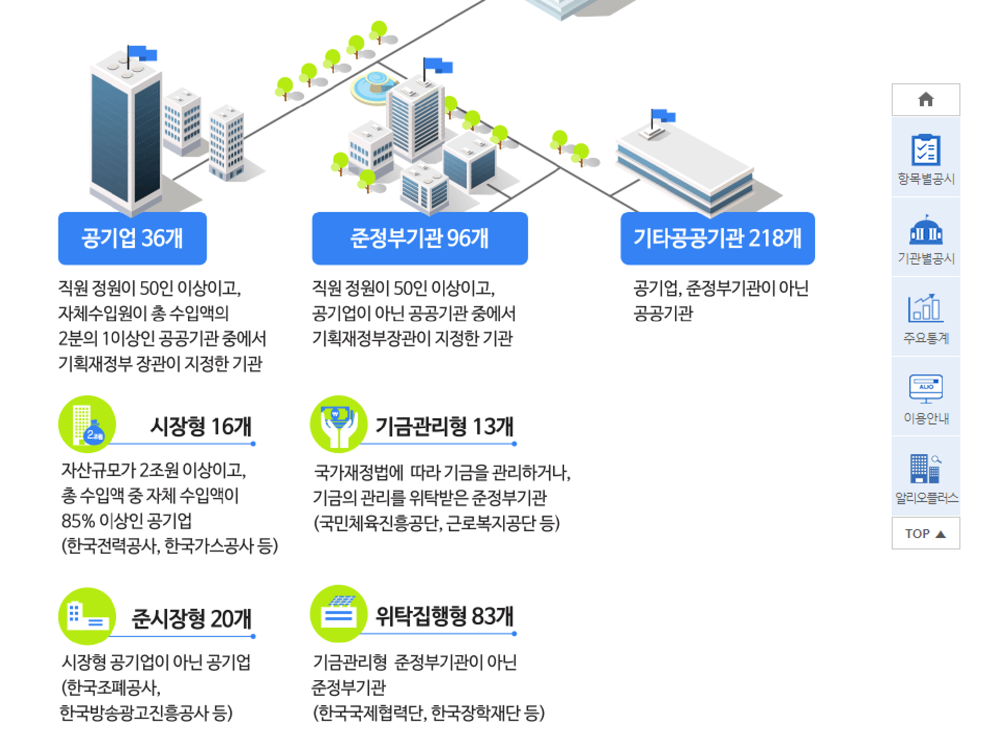 공기업 36개
직원 정원이 50인 이상이고,
자체수입원이 총 수입액의
2분의 1이상인 공공기관 중에서
기획재정부 장관이 지정한 기관
시장형 16개
2조원
자산규모가 2조원 이상이고,
총 수입액 중 자체 수입액이
85% 이상인 공기업
(한국전력공사, 한국가스공사 등)
준시장형 20개
시장형 공기업이 아닌 공기업
(한국조폐공사,
한국방송광고진흥공사 등)
준정부기관 96개
직원 정원이 50인 이상이고,
공기업이 아닌 공공기관 중에서
기획재정부장관이 지정한 기관
₩
기금관리형 13개
국가재정법에 따라 기금을 관리하거나,
기금의 관리를 위탁받은 준정부기관
(국민체육진흥공단, 근로복지공단 등)
위탁집행형 83개
기금관리형 준정부기관이 아닌
준정부기관
(한국국제협력단, 한국장학재단 등)
기타공공기관 218개
공기업, 준정부기관이 아닌
공공기관
항목별공시
기관별공시
주요통계
ALIO
이용안내
알리오플러스
TOP ▲